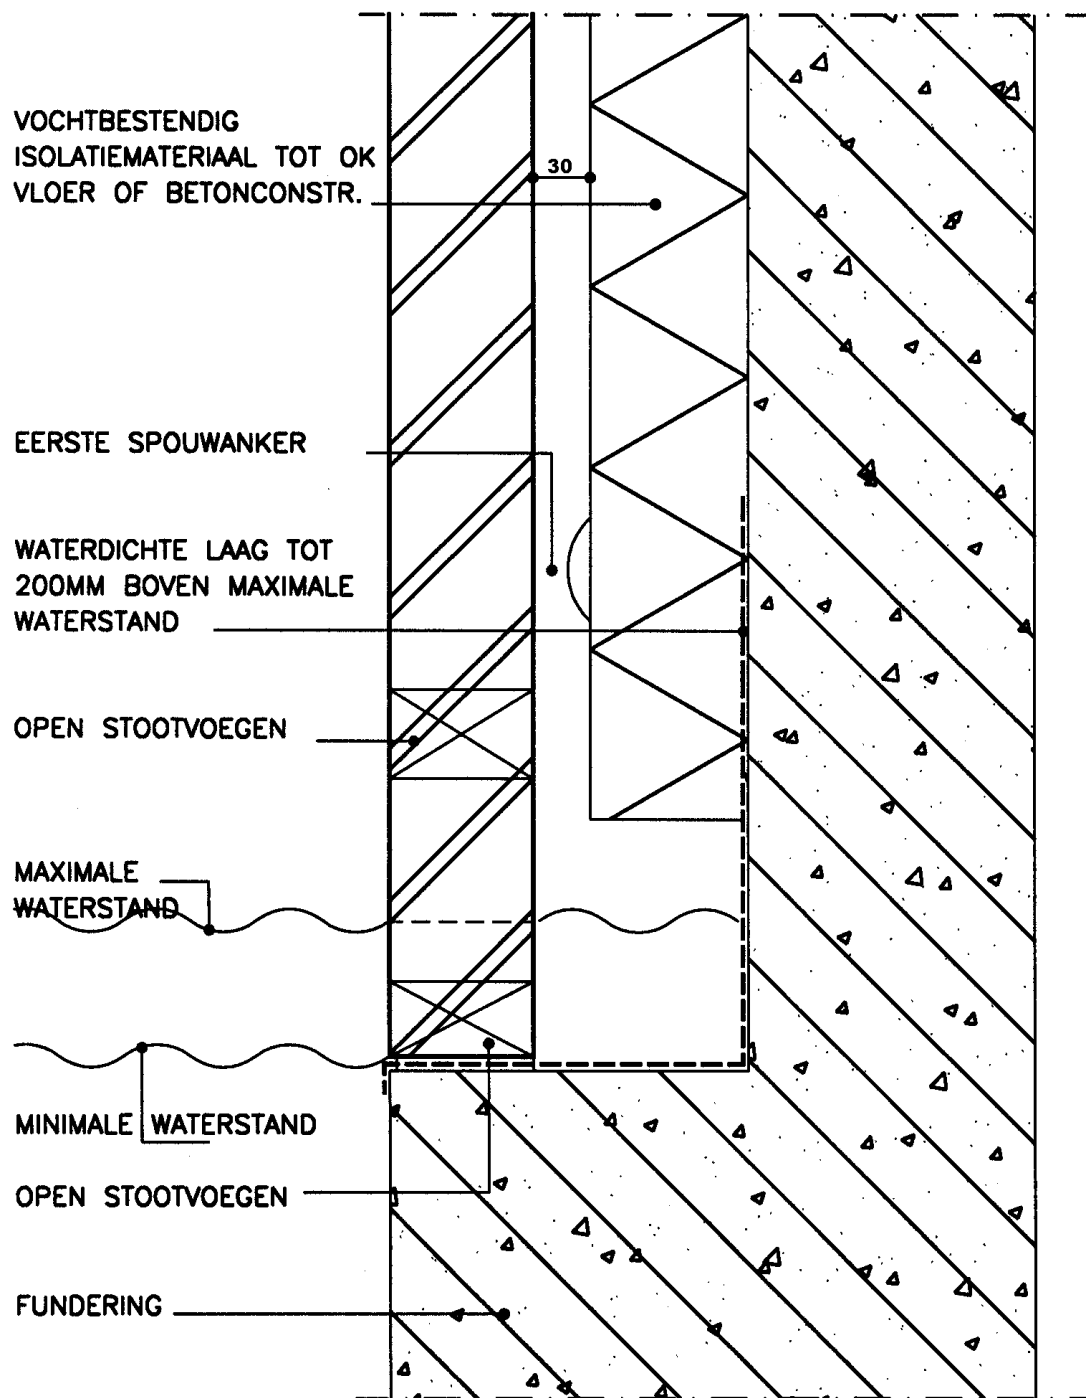 VOCHTBESTENDIG
ISOLATIEMATERIAAL TOT OK
VLOER OF BETONCONSTR.
30
EERSTE SPOUWANKER
WATERDICHTE LAAG TOT
200MM BOVEN MAXIMALE
WATERSTAND
OPEN STOOTVOEGEN
MAXIMALE
WATERSTAND
MINIMALE WATERSTAND
OPEN STOOTVOEGEN
FUNDERING